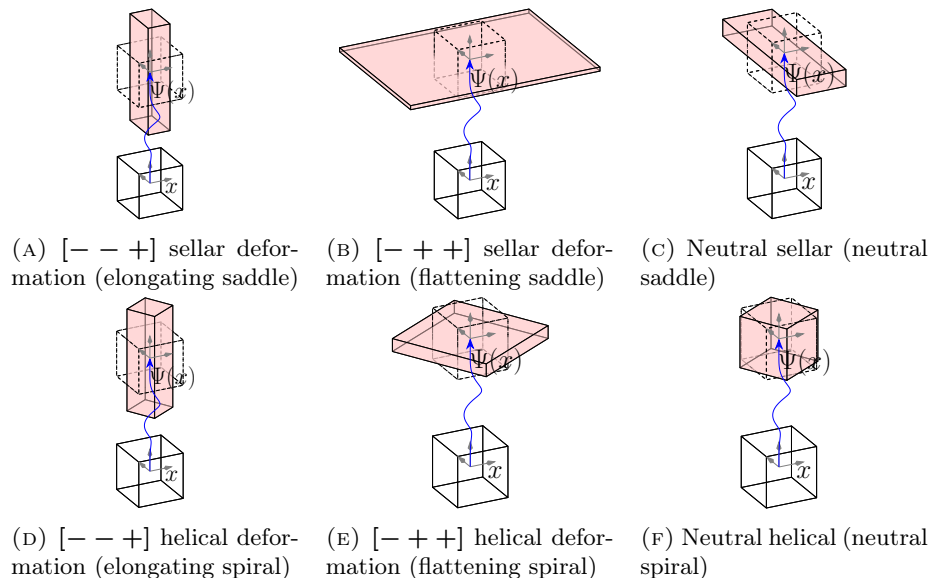 Ψ(x)
Ψ(x)
Ψ(x)
x
x
x
(A) [− − +] sellar defor-
mation (elongating saddle)
(B) [− + +] sellar defor-
mation (flattening saddle)
(C) Neutral sellar (neutral
saddle)
Ψ(x)
Ψ(x)
Ψ(x)
x
x
x
(D) [− − +] helical defor-
mation (elongating spiral)
(E) [− + +] helical defor-
mation (flattening spiral)
(F) Neutral helical (neutral
spiral)